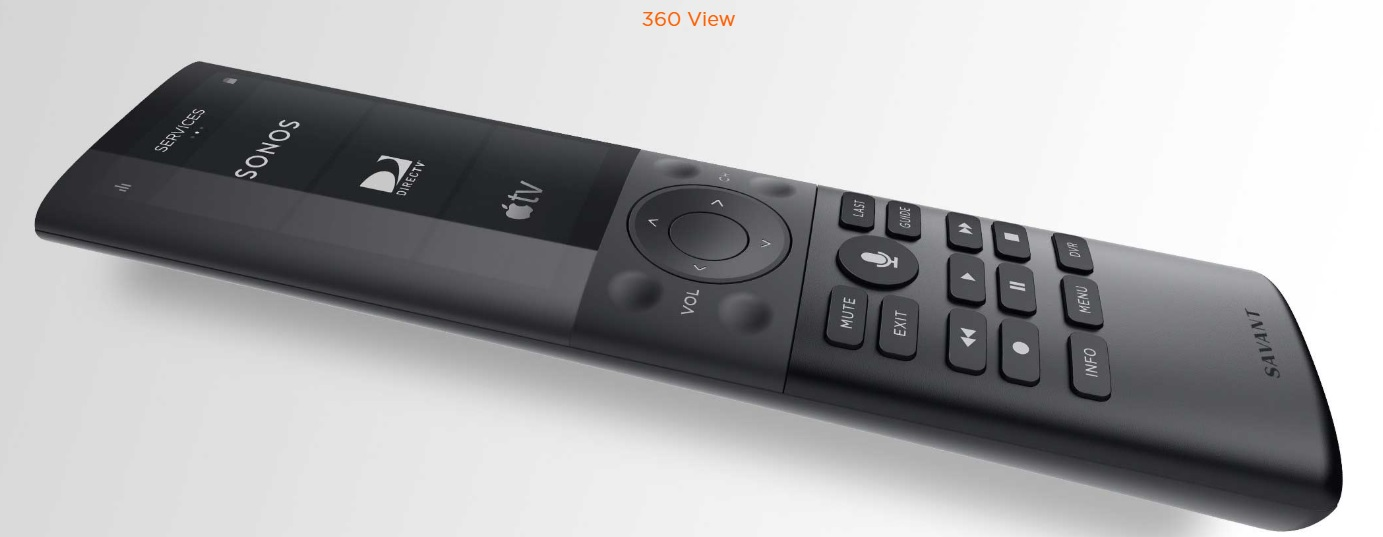 360 View
SERVICES
SONOS
DIRECTV
tv
C+
VOL
LAST
GUIDE
MUTE
EXIT
DVR
MENU
INFO
SAVANT